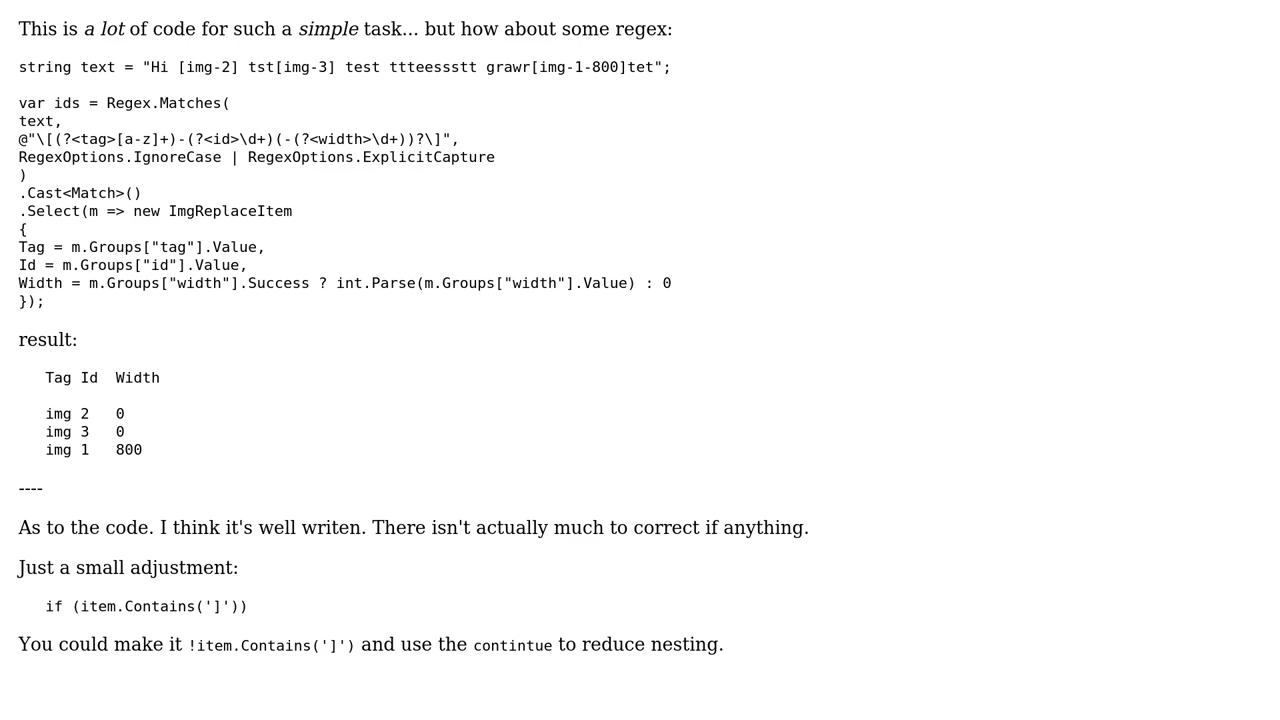 This is a lot of code for such a simple task... but how about some regex:
string text = "Hi [img-2] tst[img-3] test ttteessstt grawr[img-1-800]tet";
var ids = Regex.Matches(
text,
@"\[(?<tag>[a-z]+)-(?<id>\d+)(-(?<width>\d+))?\]",
RegexOptions.IgnoreCase | RegexOptions.ExplicitCapture
)
.Cast<Match>()
.Select(m => new ImgReplaceItem
{
Tag = m.Groups["tag"].Value,
Id = m.Groups["id"].Value,
Width = m.Groups["width"].Success ? int.Parse(m.Groups["width"].Value) : 0
});
result:
Tag Id  Width
img 2   0
img 3   0
img 1   800
----
As to the code. I think it's well writen. There isn't actually much to correct if anything.
Just a small adjustment:
if (item.Contains(']'))
You could make it !item.Contains(']') and use the contintue to reduce nesting.